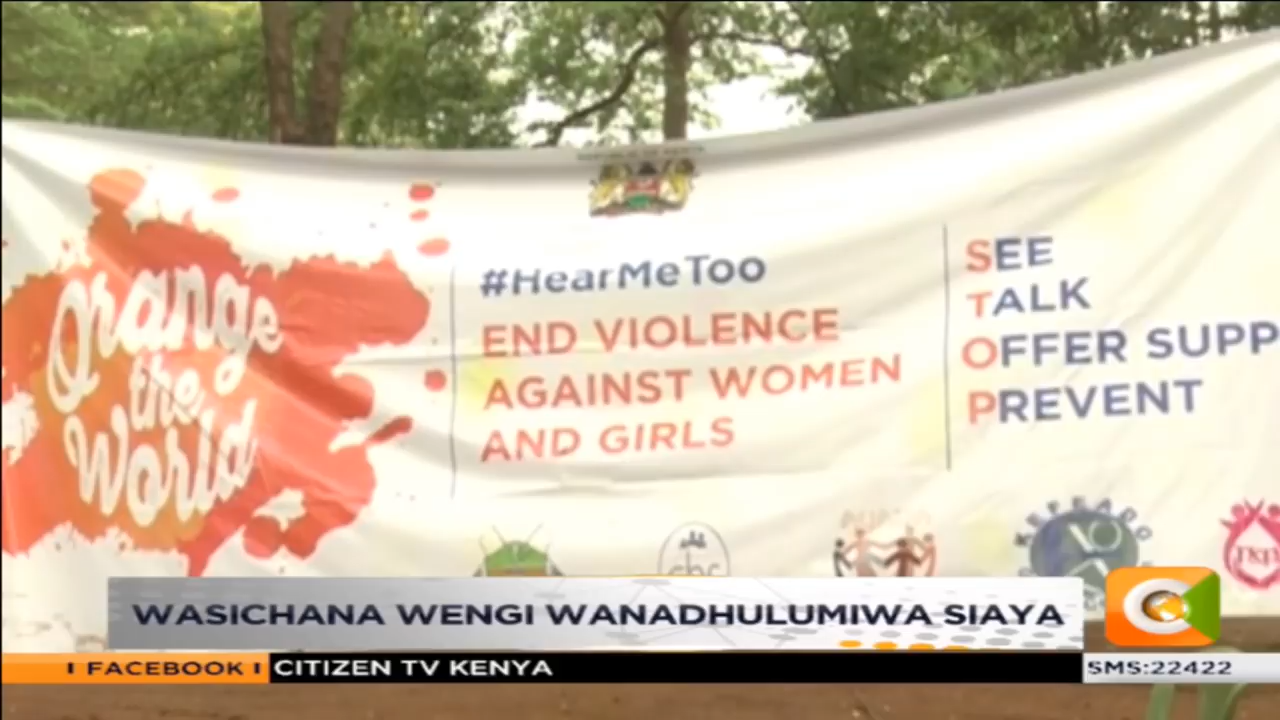 Orange
the
World
#HearMeToo
END VIOLENCE
AGAINST WOMEN
AND GIRLS
SEE
TALK
OFFER SUPP
PREVENT
WASICHANA WENGI WANADHULUMIWA SIAYA
FACEBOOK
CITIZEN TV KENYA
SMS:22422